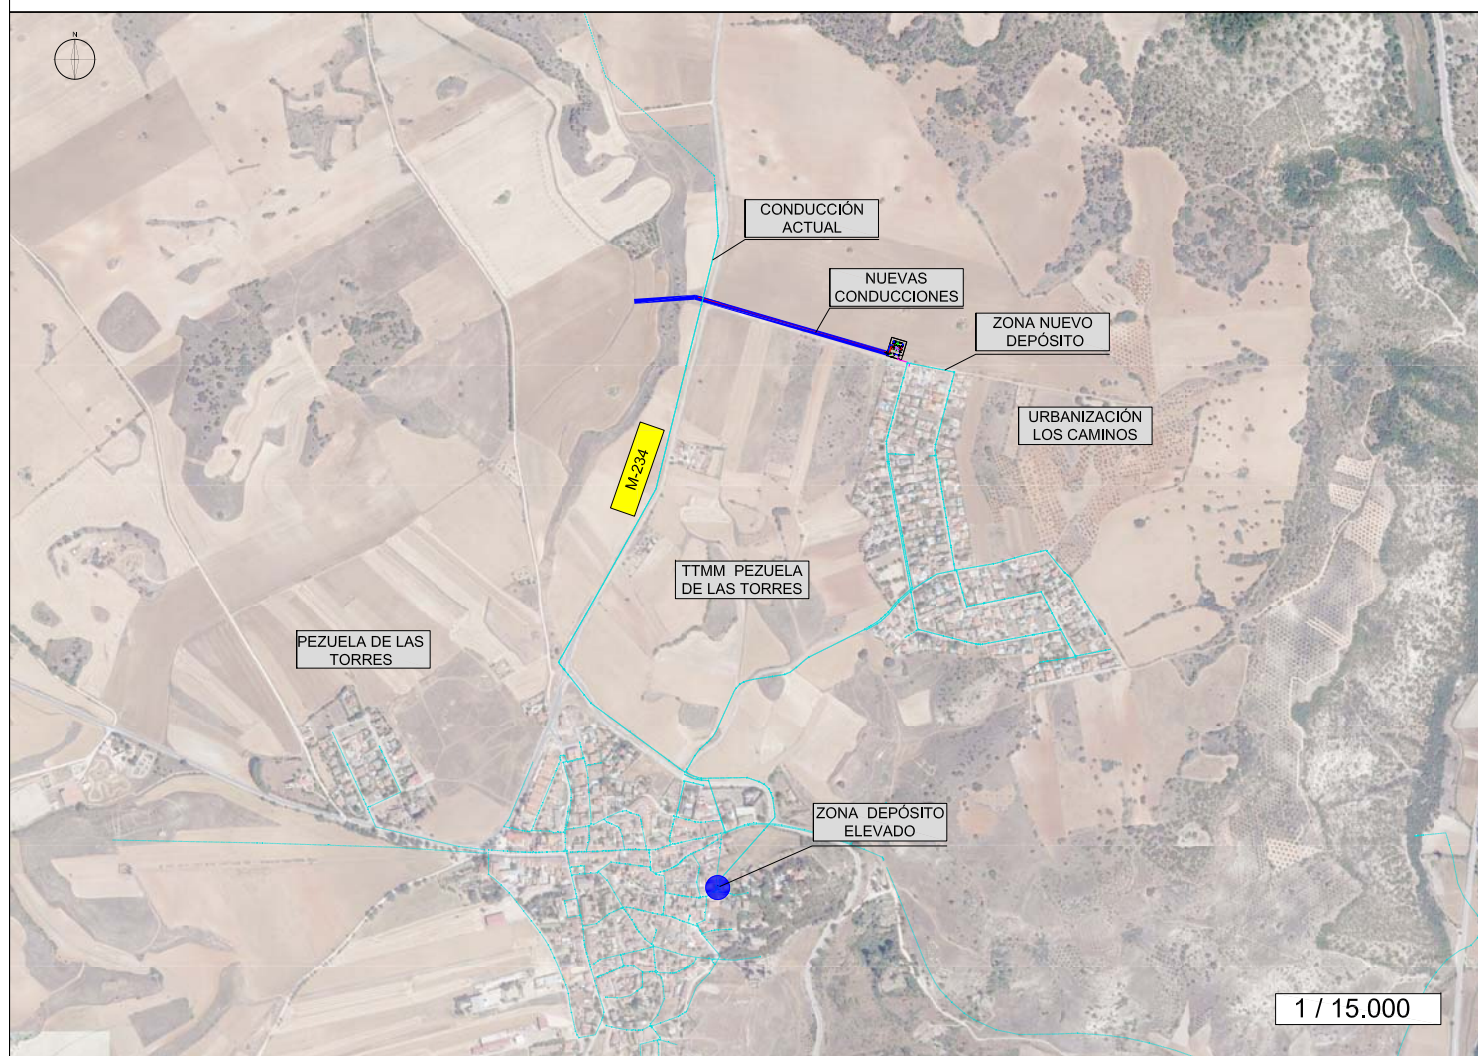 N
CONDUCCIÓN
ACTUAL
NUEVAS
CONDUCCIONES
ZONA NUEVO
DEPÓSITO
URBANIZACIÓN
LOS CAMINOS
M-234
TTMM PEZUELA
DE LAS TORRES
PEZUELA DE LAS
TORRES
ZONA DEPÓSITO
ELEVADO
1 / 15.000